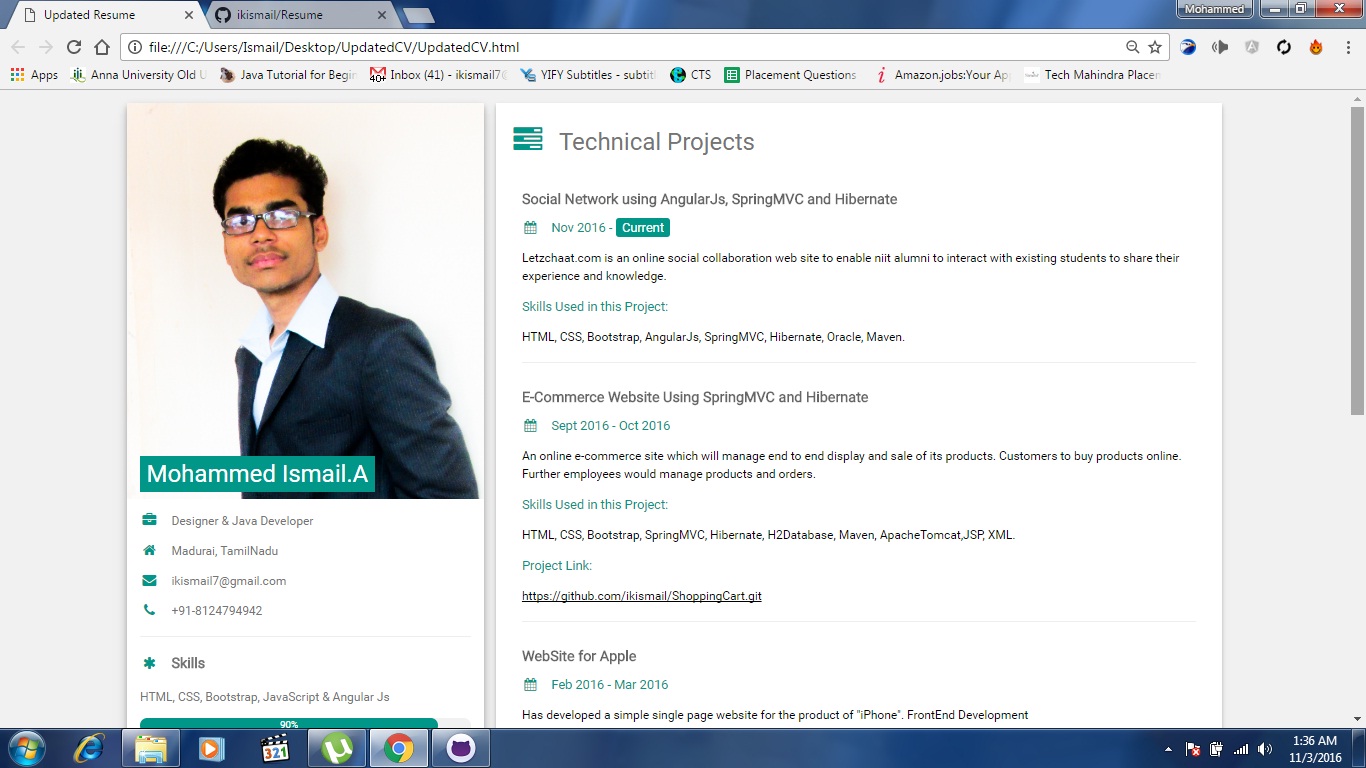 Updated Resume
ikismail/Resume
Mohammed
file:///C:/Users/Ismail/Desktop/UpdatedCV/UpdatedCV.html
Apps
Anna University Old U
Java Tutorial for Begin
Inbox (41) - ikismail7@
YIFY Subtitles - subtitl
CTS
Placement Questions
Amazon.jobs:Your Ap
Tech Mahindra Placem
Mohammed Ismail.A
Designer & Java Developer
Madurai, TamilNadu
ikismail7@gmail.com
+91-8124794942
Skills
HTML, CSS, Bootstrap, JavaScript & Angular Js
90%
Technical Projects
Social Network using AngularJs, SpringMVC and Hibernate
Nov 2016 - Current
Letzchaat.com is an online social collaboration web site to enable niit alumni to interact with existing students to share their
experience and knowledge.
Skills Used in this Project:
HTML, CSS, Bootstrap, AngularJs, SpringMVC, Hibernate, Oracle, Maven.
E-Commerce Website Using SpringMVC and Hibernate
Sept 2016 - Oct 2016
An online e-commerce site which will manage end to end display and sale of its products. Customers to buy products online.
Further employees would manage products and orders.
Skills Used in this Project:
HTML, CSS, Bootstrap, SpringMVC, Hibernate, H2Database, Maven, ApacheTomcat,JSP, XML.
Project Link:
https://github.com/ikismail/ShoppingCart.git
WebSite for Apple
Feb 2016 - Mar 2016
Has developed a simple single page website for the product of "iPhone". FrontEnd Development
321
1:36 AM
11/3/2016